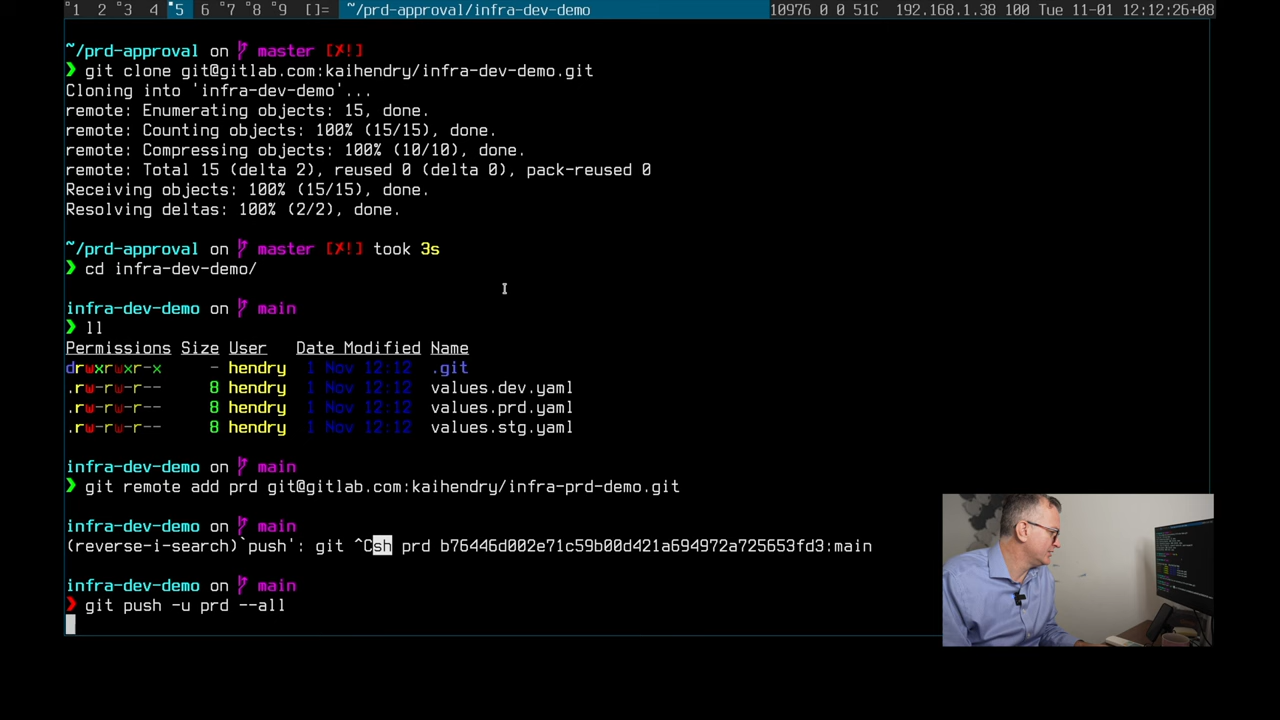 1 2 3 4 5 6 7 8 9 []= ~/prd-approval/infra-dev-demo 10976 0 0 51C 192.168.1.38 100 Tue 11-01 12:12:26+08
~/prd-approval on master [✗!]
❯ git clone git@gitlab.com:kaihendry/infra-dev-demo.git
Cloning into 'infra-dev-demo'...
remote: Enumerating objects: 15, done.
remote: Counting objects: 100% (15/15), done.
remote: Compressing objects: 100% (10/10), done.
remote: Total 15 (delta 2), reused 0 (delta 0), pack-reused 0
Receiving objects: 100% (15/15), done.
Resolving deltas: 100% (2/2), done.
~/prd-approval on master [✗!] took 3s
❯ cd infra-dev-demo/
infra-dev-demo on main
❯ ll
Permissions Size User Date Modified Name
drwxrwxr-x - hendry 1 Nov 12:12 .git
.rw-rw-r-- 8 hendry 1 Nov 12:12 values.dev.yaml
.rw-rw-r-- 8 hendry 1 Nov 12:12 values.prd.yaml
.rw-rw-r-- 8 hendry 1 Nov 12:12 values.stg.yaml
infra-dev-demo on main
❯ git remote add prd git@gitlab.com:kaihendry/infra-prd-demo.git
infra-dev-demo on main
(reverse-i-search)`push': git ^Csh prd b76446d002e71c59b00d421a694972a725653fd3:main
infra-dev-demo on main
❯ git push -u prd --all